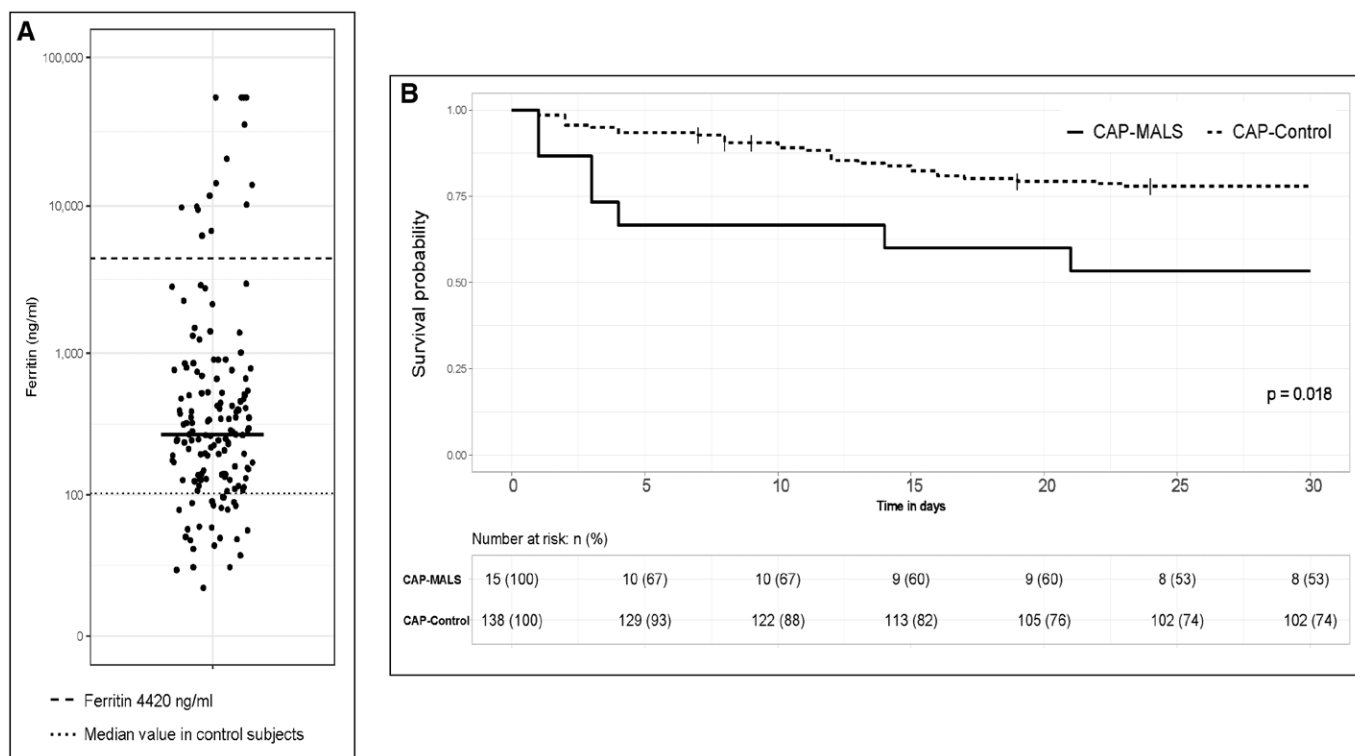 A
100,000
10,000
1,000
100
0
Ferritin (ng/ml)
Ferritin 4420 ng/ml
Median value in control subjects
B
CAP-MALS CAP-Control
1.00
0.75
0.50
0.25
0.00
Survival probability
p = 0.018
0 5 10 15 20 25 30
Time in days
Number at risk: n (%)
CAP-MALS 15 (100) 10 (67) 10 (67) 9 (60) 9 (60) 8 (53) 8 (53)
CAP-Control 138 (100) 129 (93) 122 (88) 113 (82) 105 (76) 102 (74) 102 (74)